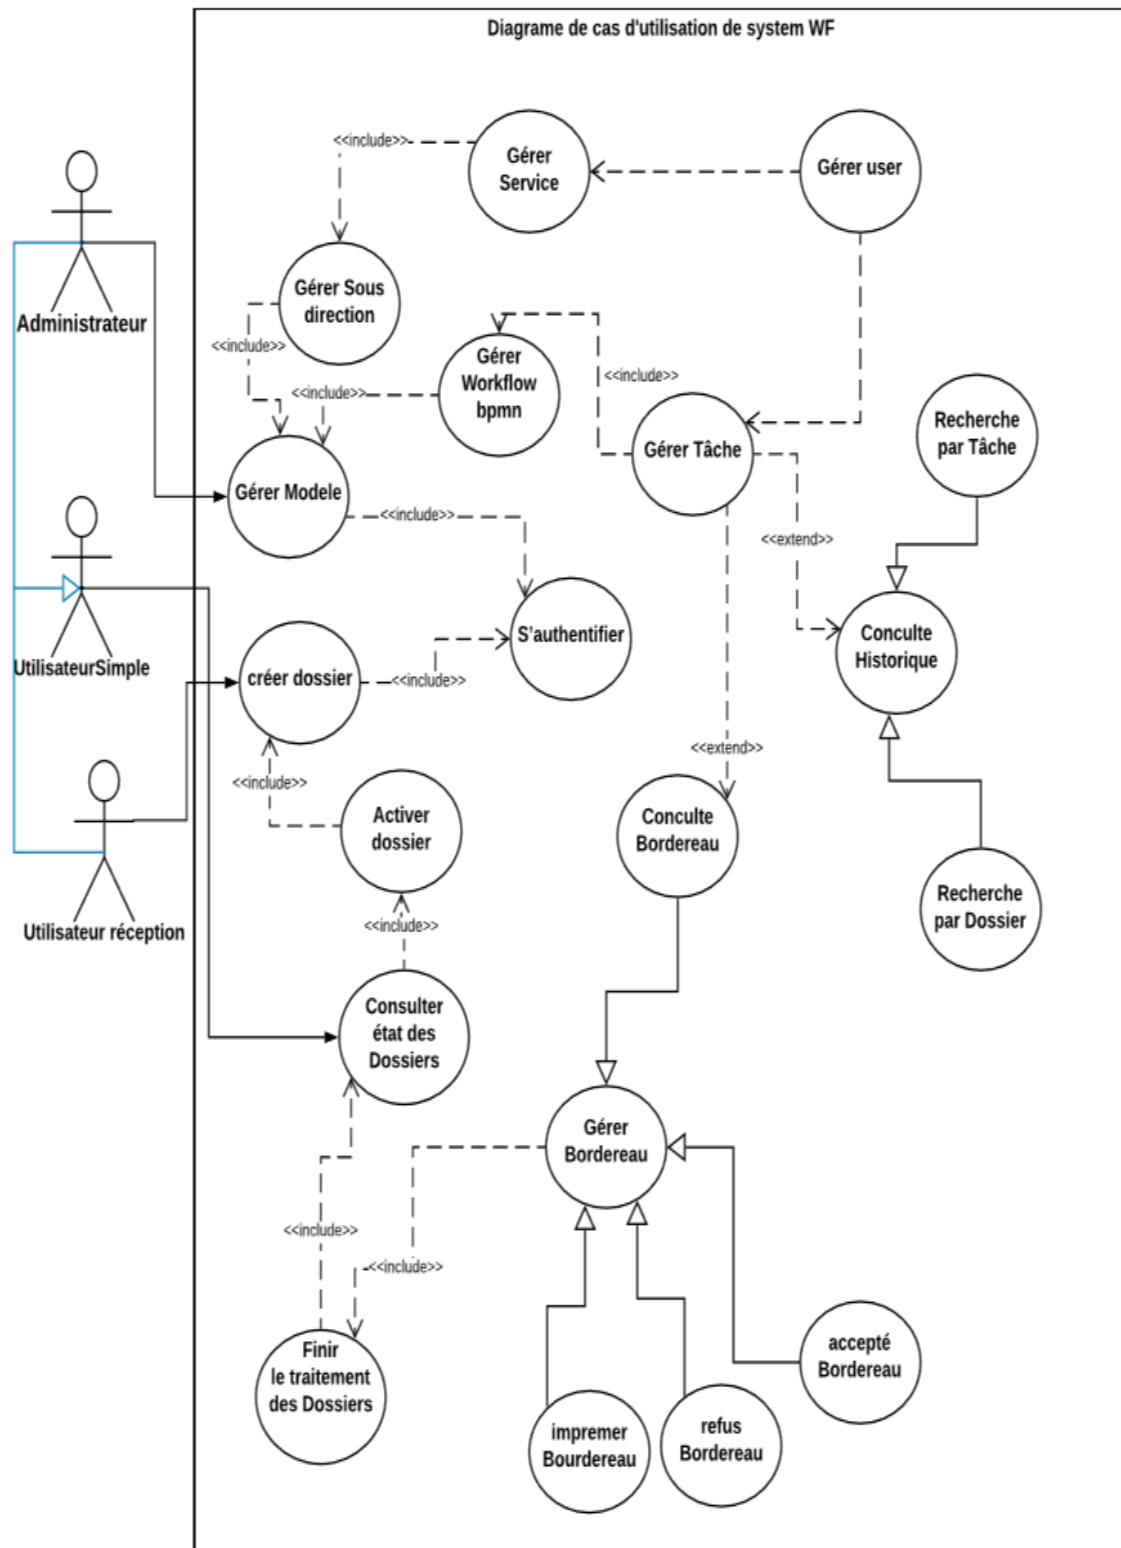 Diagrame de cas d'utilisation de system WF
<<include>>
Gérer
Service
Gérer user
Administrateur
Gérer Sous
direction
<<include>>
Gérer
Workflow
bpmn
<<include>>
<<include>>
Gérer Tâche
Recherche
par Tâche
Gérer Modele
<<include>>
<<extend>>
UtilisateurSimple
créer dossier
<<include>>
S'authentifier
Conculte
Historique
<<include>>
Activer
dossier
<<extend>>
Conculte
Bordereau
Utilisateur réception
<<include>>
Recherche
par Dossier
Consulter
état des
Dossiers
Gérer
Bordereau
<<include>>
<<include>>
Finir
le traitement
des Dossiers
accepté
Bordereau
impremer
Bourdereau
refus
Bordereau